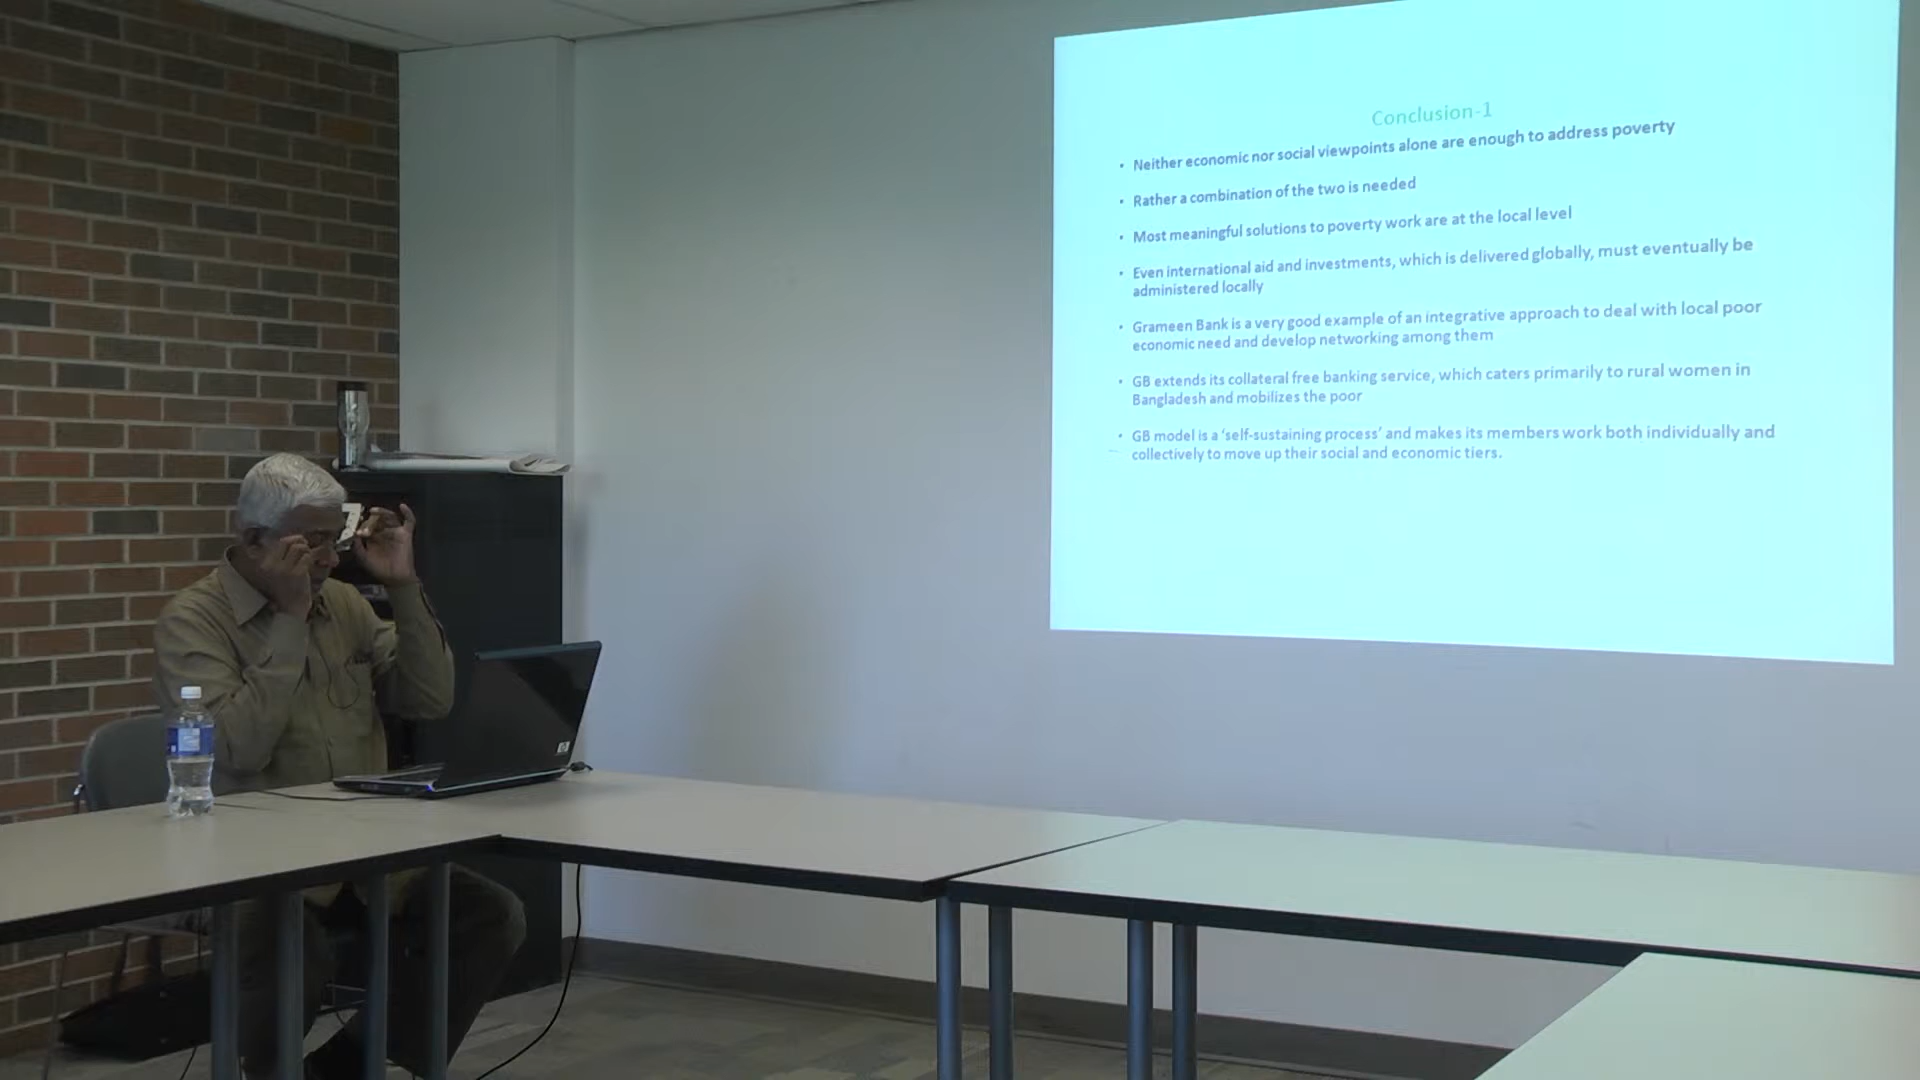 Conclusion-1
• Neither economic nor social viewpoints alone are enough to address poverty
• Rather a combination of the two is needed
• Most meaningful solutions to poverty work are at the local level
• Even international aid and investments, which is delivered globally, must eventually be
administered locally
• Grameen Bank is a very good example of an integrative approach to deal with local poor
economic need and develop networking among them
• GB extends its collateral free banking service, which caters primarily to rural women in
Bangladesh and mobilizes the poor
• GB model is a ‘self-sustaining process’ and makes its members work both individually and
collectively to move up their social and economic tiers.
hp